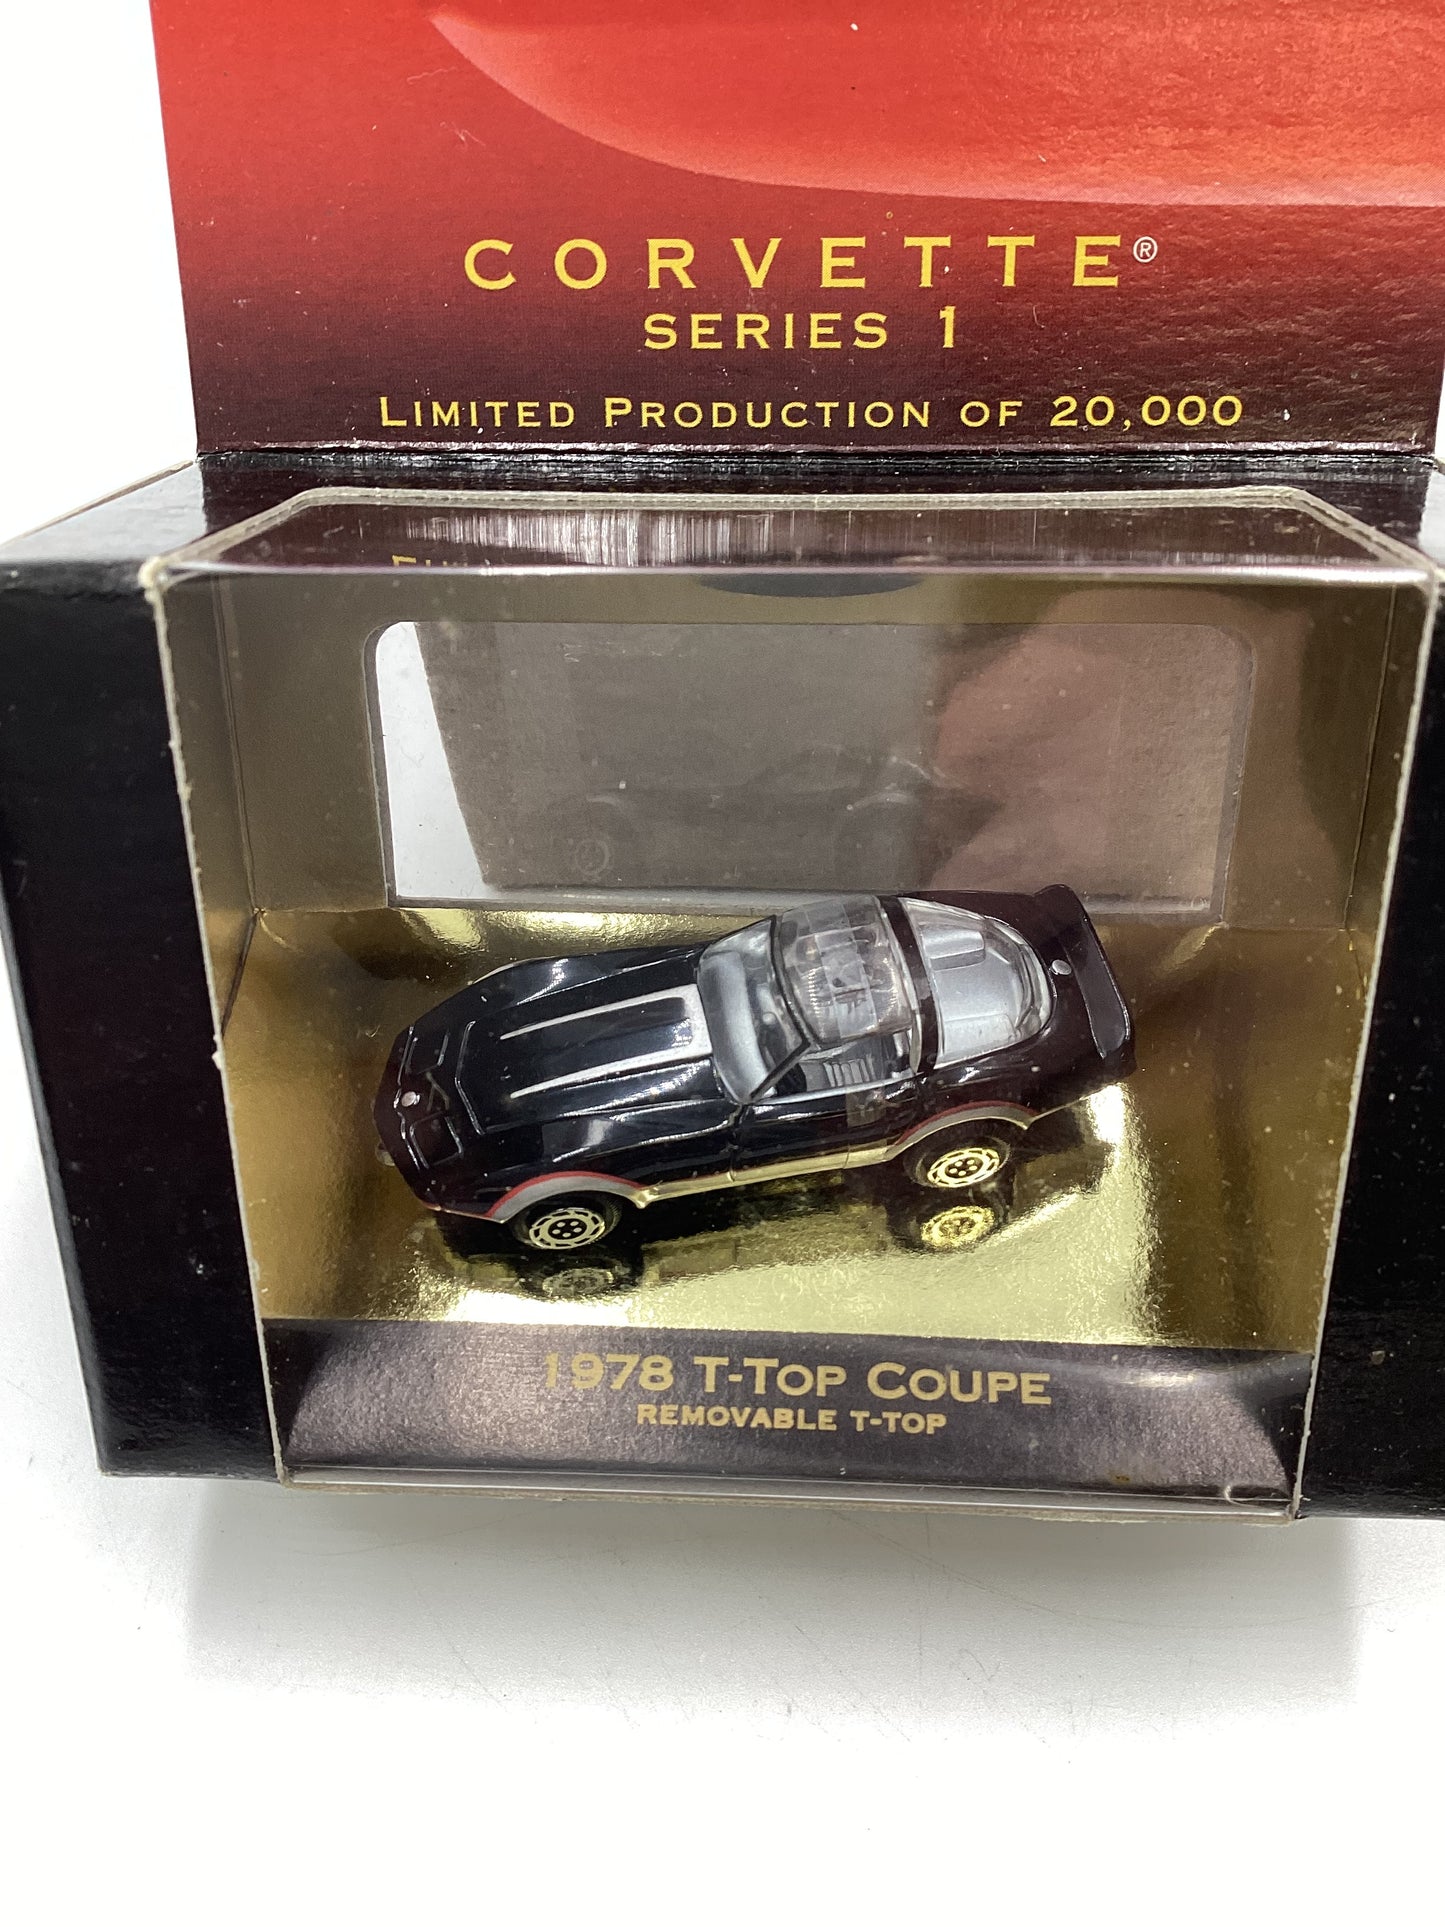 CORVETTE®
SERIES 1
LIMITED PRODUCTION OF 20,000
1978 T-TOP COUPE
REMOVABLE T-TOP